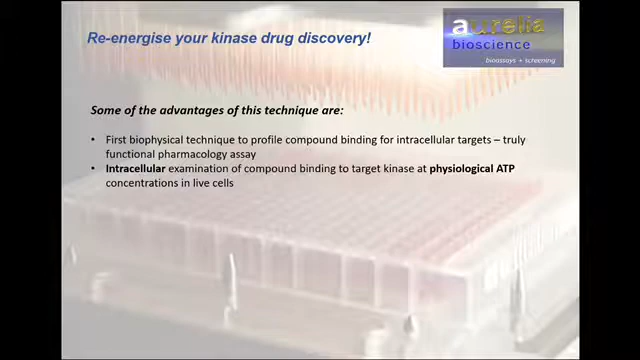 Re-energise your kinase drug discovery!
aurelia
bioscience
bioassays + screening
Some of the advantages of this technique are:
• First biophysical technique to profile compound binding for intracellular targets – truly
functional pharmacology assay
• Intracellular examination of compound binding to target kinase at physiological ATP
concentrations in live cells